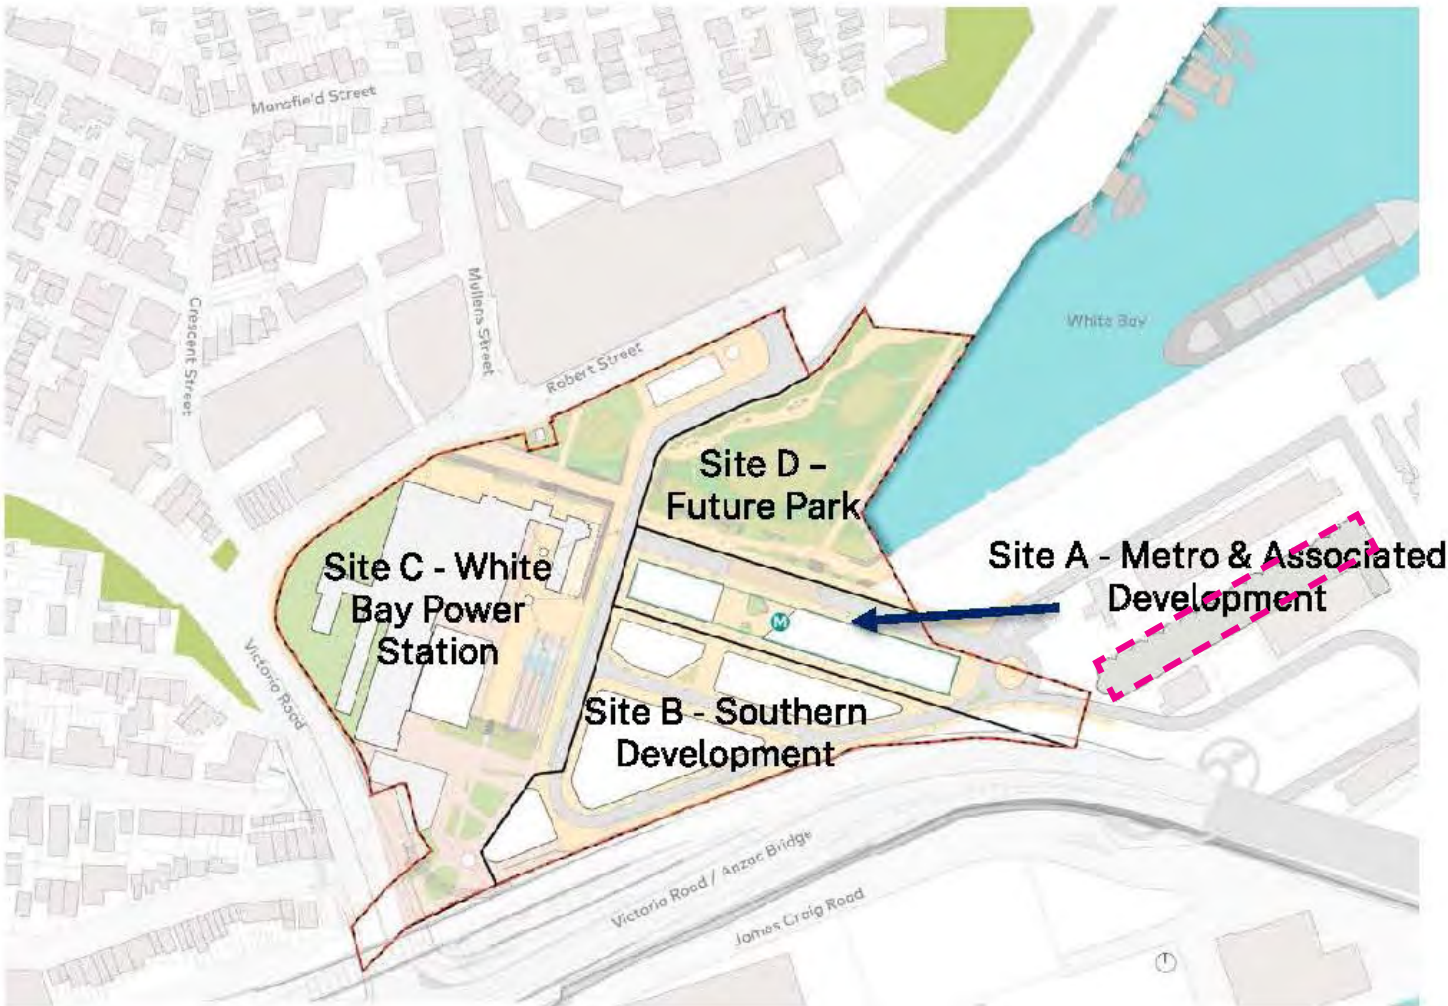 Mansfield Street
Crescent Street
Mullens Street
Robert Street
White Bay
Site D –
Future Park
Site A - Metro & Associated
Development
Site C - White
Bay Power
Station
M
Site B - Southern
Development
Victoria Road
Victoria Road / Anzac Bridge
James Craig Road